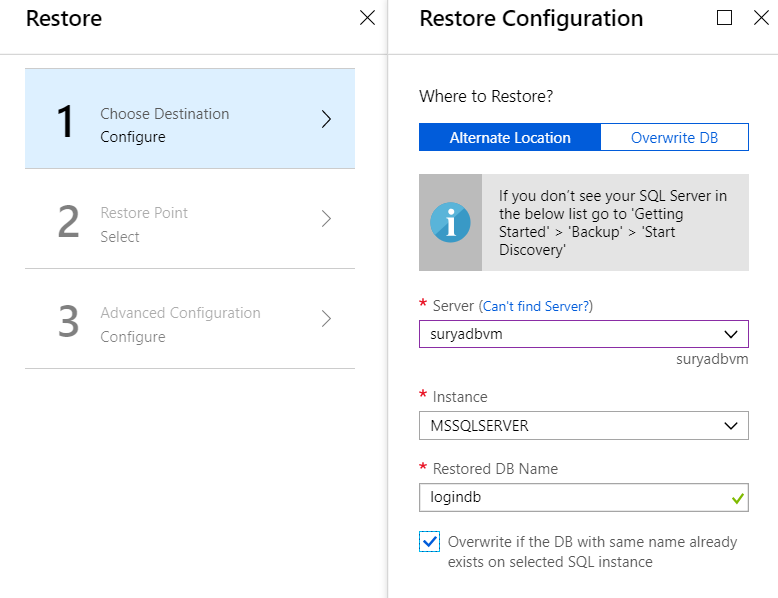 Restore
1
Choose Destination
Configure
2
Restore Point
Select
3
Advanced Configuration
Configure
Restore Configuration
Where to Restore?
Alternate Location
Overwrite DB
i
If you don't see your SQL Server in
the below list go to 'Getting
Started' > 'Backup' > 'Start
Discovery'
* Server (Can't find Server?)
suryadbvm
suryadbvm
* Instance
MSSQLSERVER
* Restored DB Name
logindb
Overwrite if the DB with same name already
exists on selected SQL instance